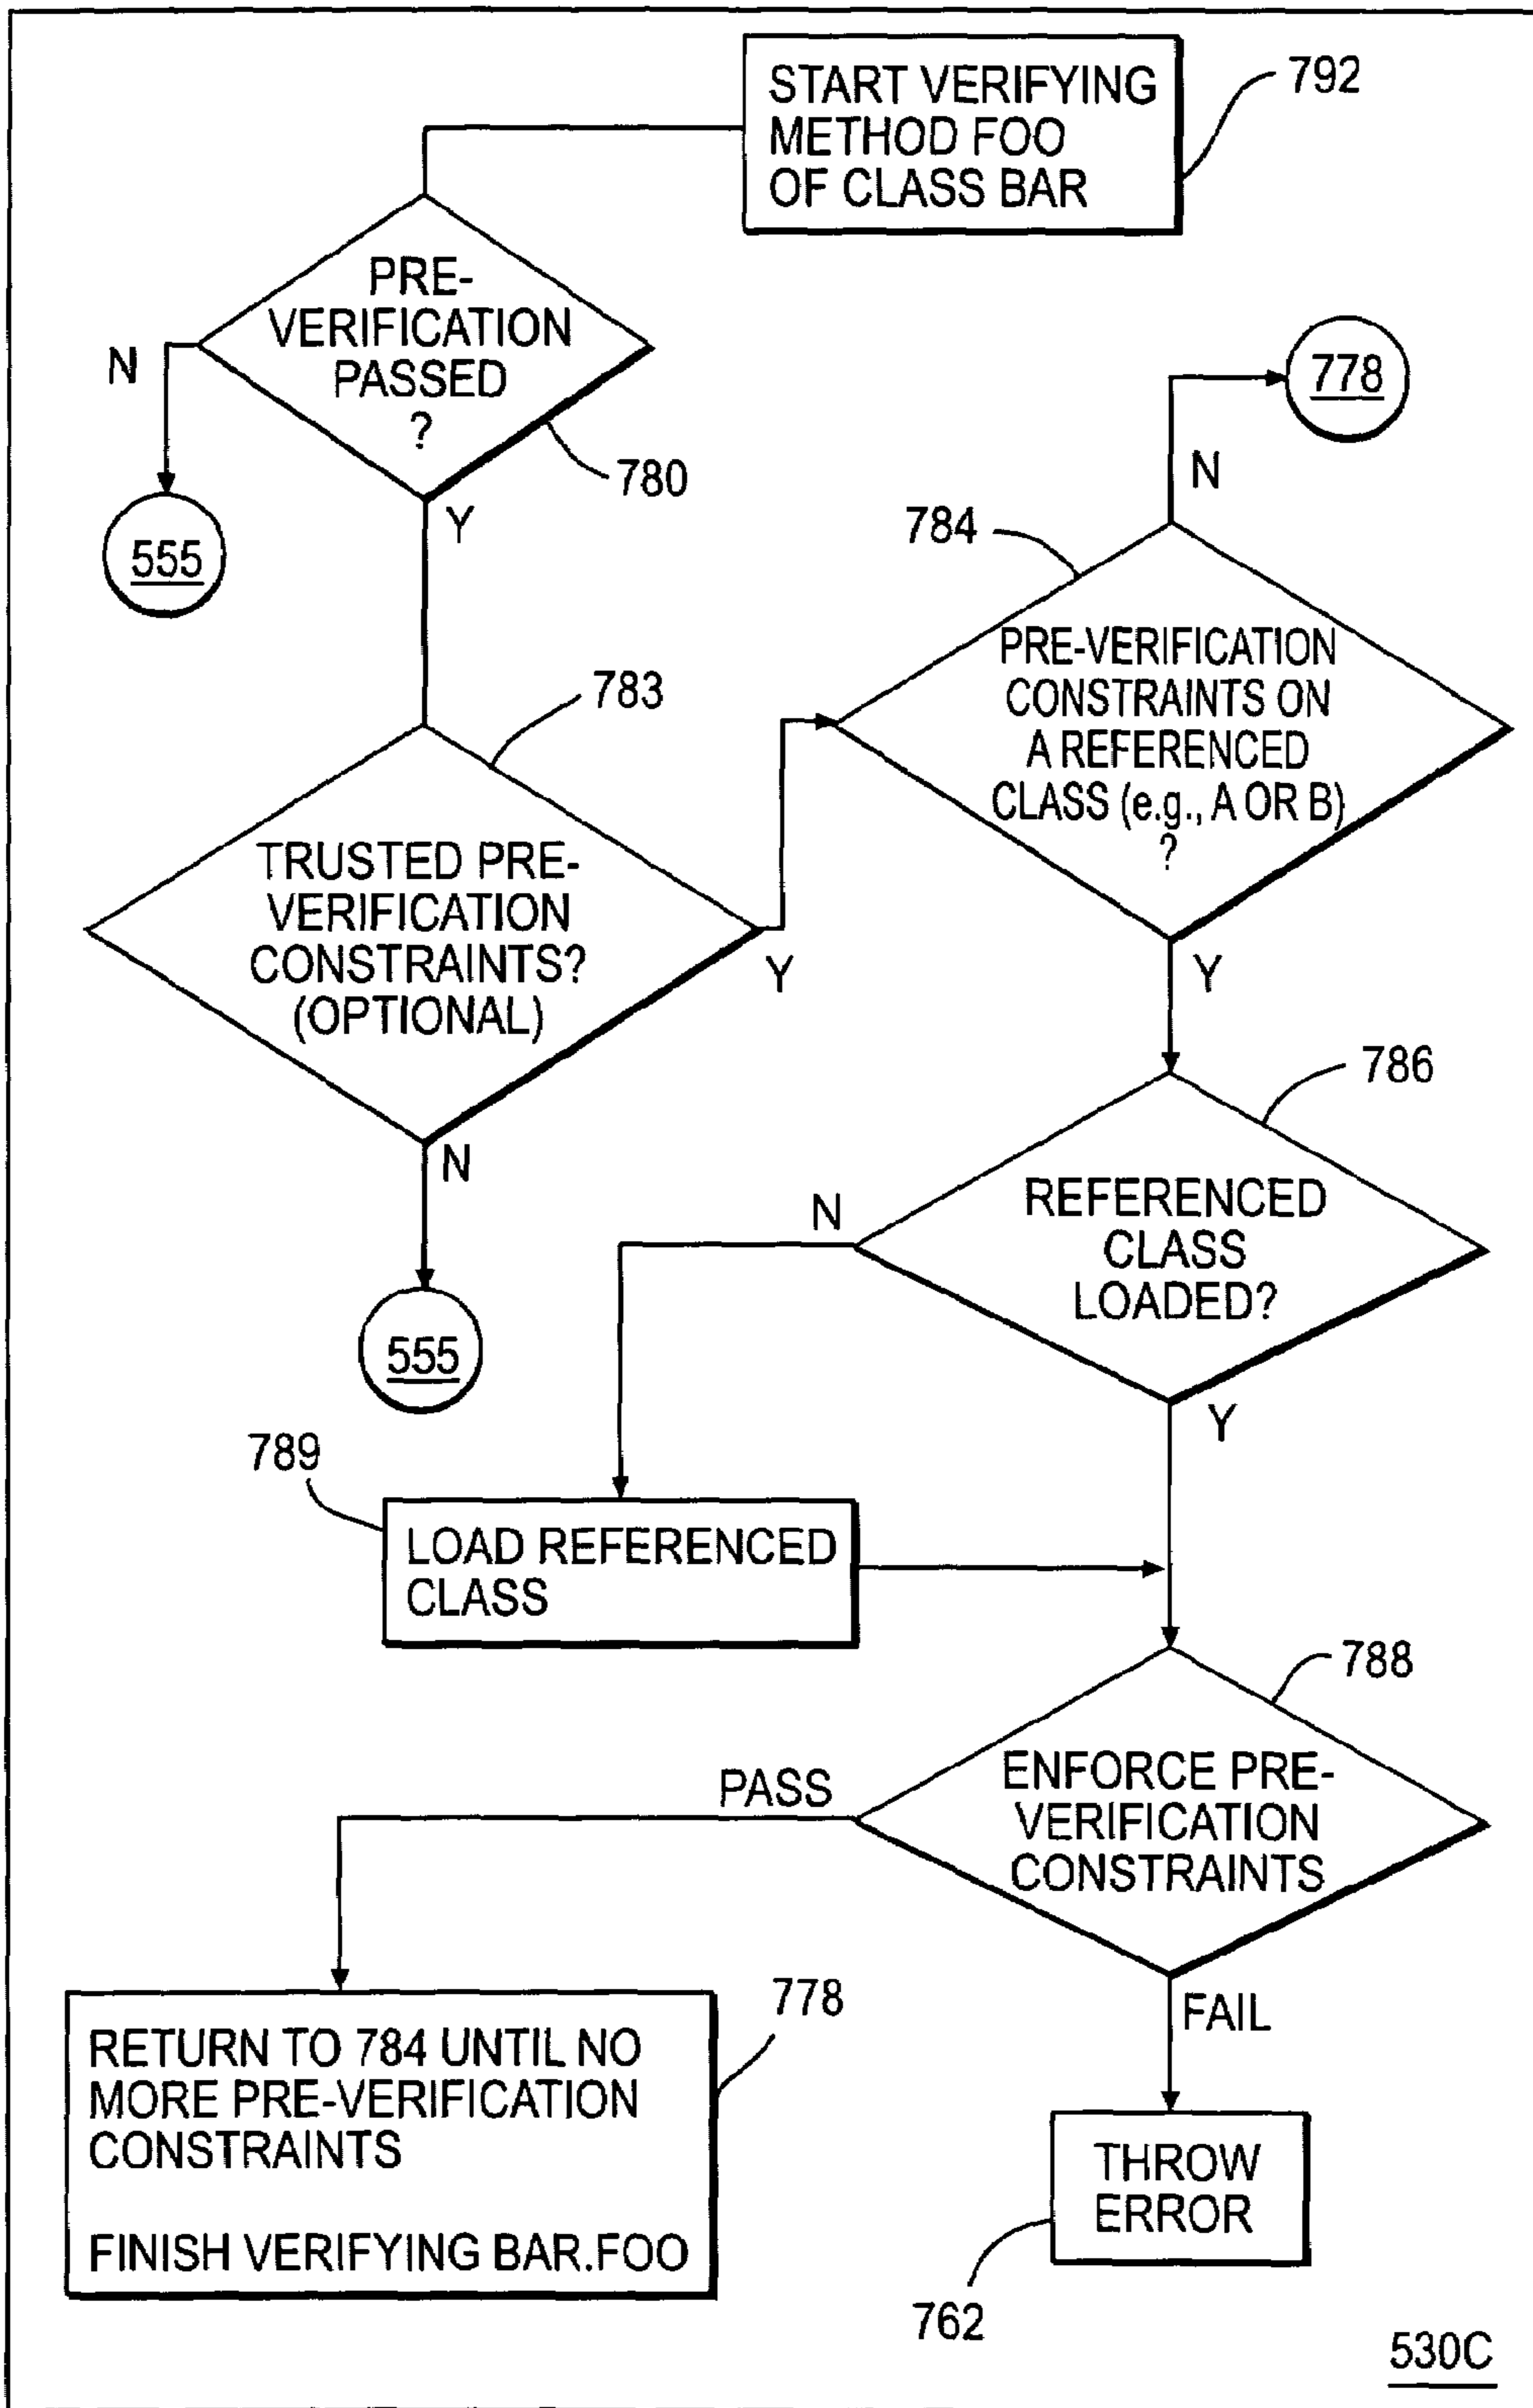 START VERIFYING
METHOD FOO
OF CLASS BAR
792
PRE-
VERIFICATION
PASSED
?
N
780
Y
555
778
N
784
PRE-VERIFICATION
CONSTRAINTS ON
A REFERENCED
CLASS (e.g., A OR B)
?
Y
783
TRUSTED PRE-
VERIFICATION
CONSTRAINTS?
(OPTIONAL)
Y
N
555
786
REFERENCED
CLASS
LOADED?
N
Y
789
LOAD REFERENCED
CLASS
788
ENFORCE PRE-
VERIFICATION
CONSTRAINTS
PASS
FAIL
778
RETURN TO 784 UNTIL NO
MORE PRE-VERIFICATION
CONSTRAINTS
FINISH VERIFYING BAR.FOO
THROW
ERROR
762
530C